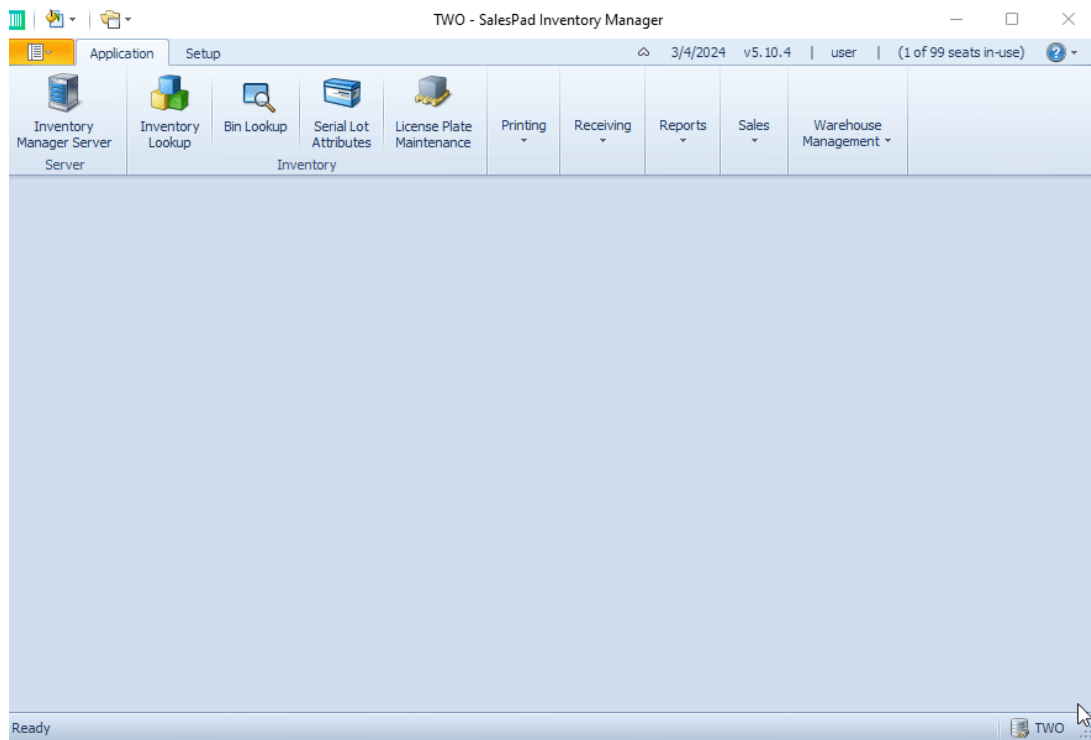 TWO - SalesPad Inventory Manager
Application Setup 3/4/2024 v5.10.4 | user | (1 of 99 seats in-use)
Inventory Manager Server
Inventory Lookup
Bin Lookup
Serial Lot Attributes
License Plate Maintenance
Printing
Receiving
Reports
Sales
Warehouse Management
Server
Inventory
Ready
TWO